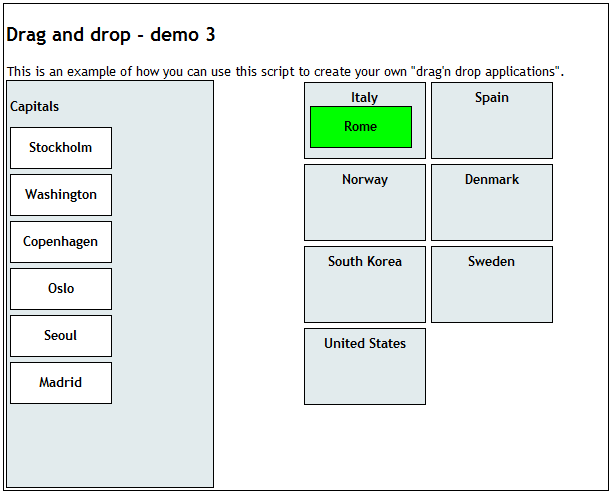 Drag and drop - demo 3
This is an example of how you can use this script to create your own "drag'n drop applications".
Capitals
Stockholm
Washington
Copenhagen
Oslo
Seoul
Madrid
Italy
Rome
Spain
Norway
Denmark
South Korea
Sweden
United States